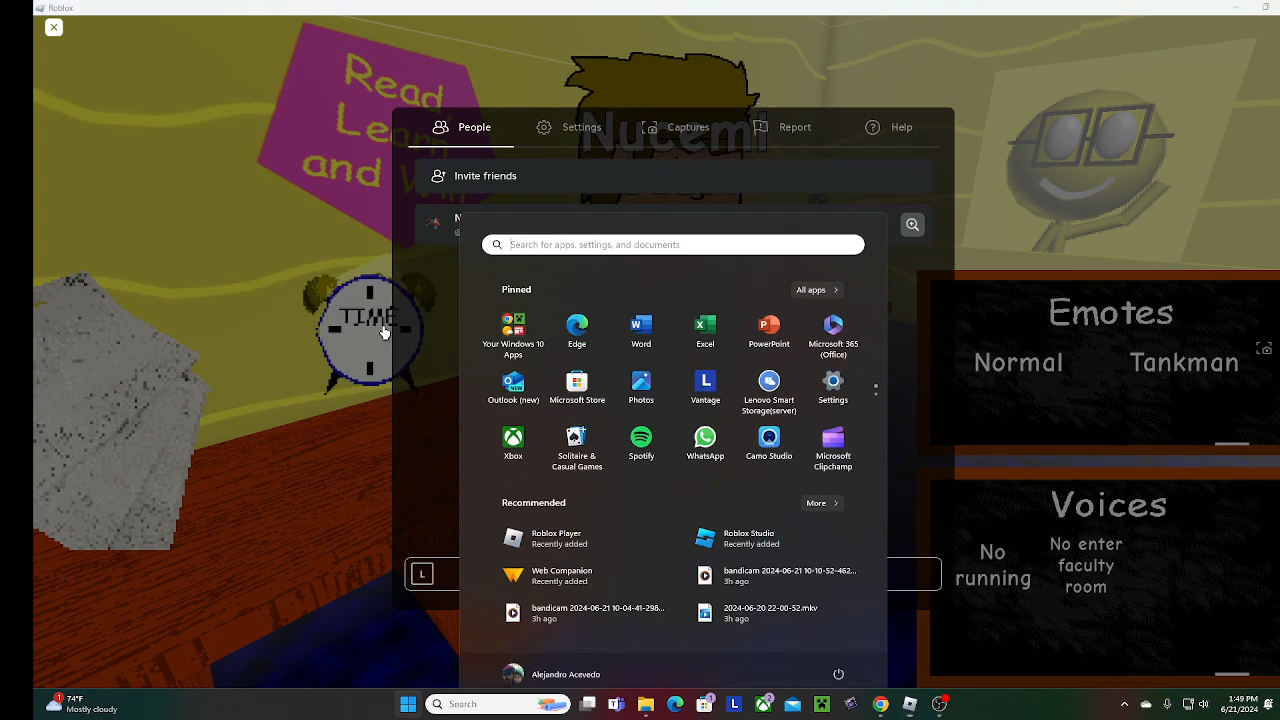 Roblox
Read
Learn
and Win
Nucemi
People
Settings
Captures
Report
Help
Invite friends
N
Search for apps, settings, and documents
Pinned
All apps >
Your Windows 10
Apps
Edge
Word
Excel
PowerPoint
Microsoft 365
(Office)
Outlook (new)
Microsoft Store
Photos
Vantage
Lenovo Smart
Storage(server)
Settings
Xbox
Solitaire &
Casual Games
Spotify
WhatsApp
Camo Studio
Microsoft
Clipchamp
Recommended
More >
Roblox Player
Recently added
Roblox Studio
Recently added
Web Companion
Recently added
bandicam 2024-06-21 10-10-52-462...
3h ago
bandicam 2024-06-21 10-04-41-298...
3h ago
2024-06-20 22-00-52.mkv
3h ago
Alejandro Acevedo
TIME
L
Emotes
Normal
Tankman
Voices
No
running
No enter
faculty
room
1
74°F
Mostly cloudy
Search
1:49 PM
6/21/2024